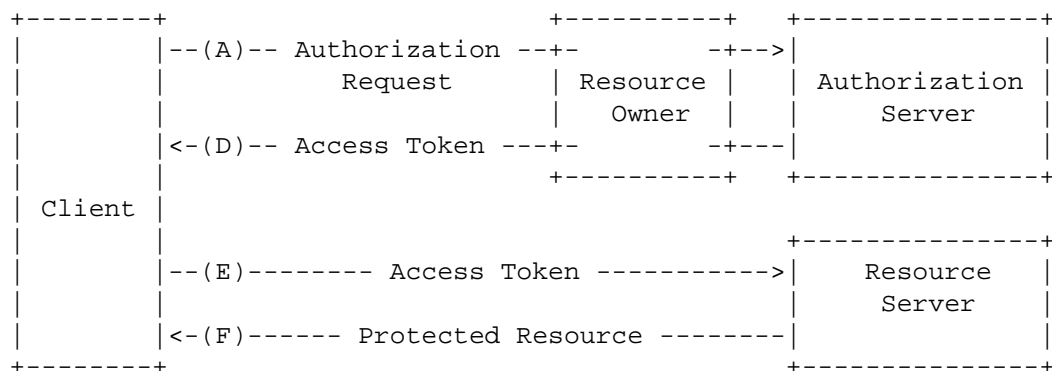 --(A)-- Authorization --+- -+-->
Request Resource Authorization
Owner Server
<-(D)-- Access Token ---+- -+---
Client
--(E)-------- Access Token ----------->
Resource
Server
<-(F)------ Protected Resource --------